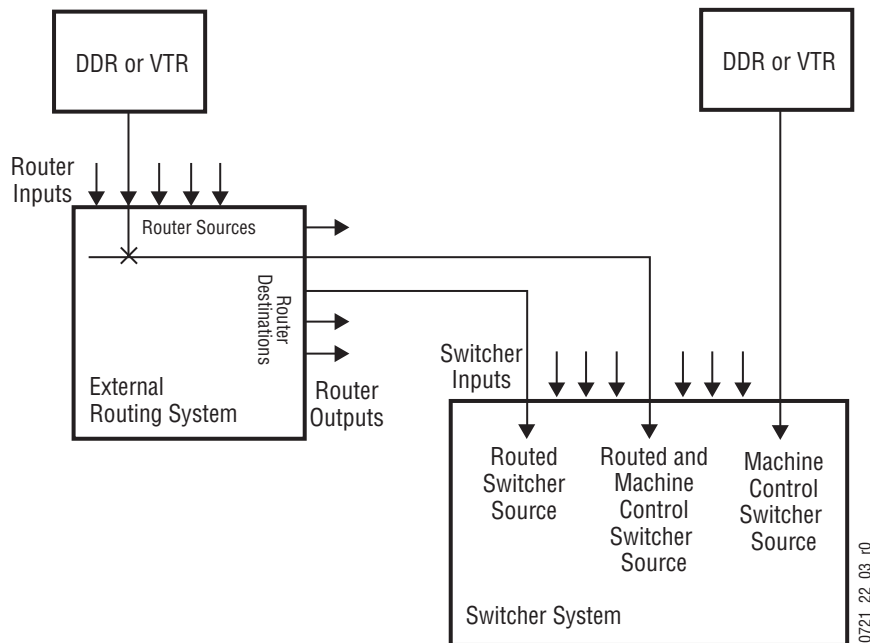 DDR or VTR
DDR or VTR
Router
Inputs
Router Sources
Router
Destinations
External
Routing System
Router
Outputs
Switcher
Inputs
Routed
Switcher
Source
Routed and
Machine
Control
Switcher
Source
Machine
Control
Switcher
Source
Switcher System
0721_22_03_r0